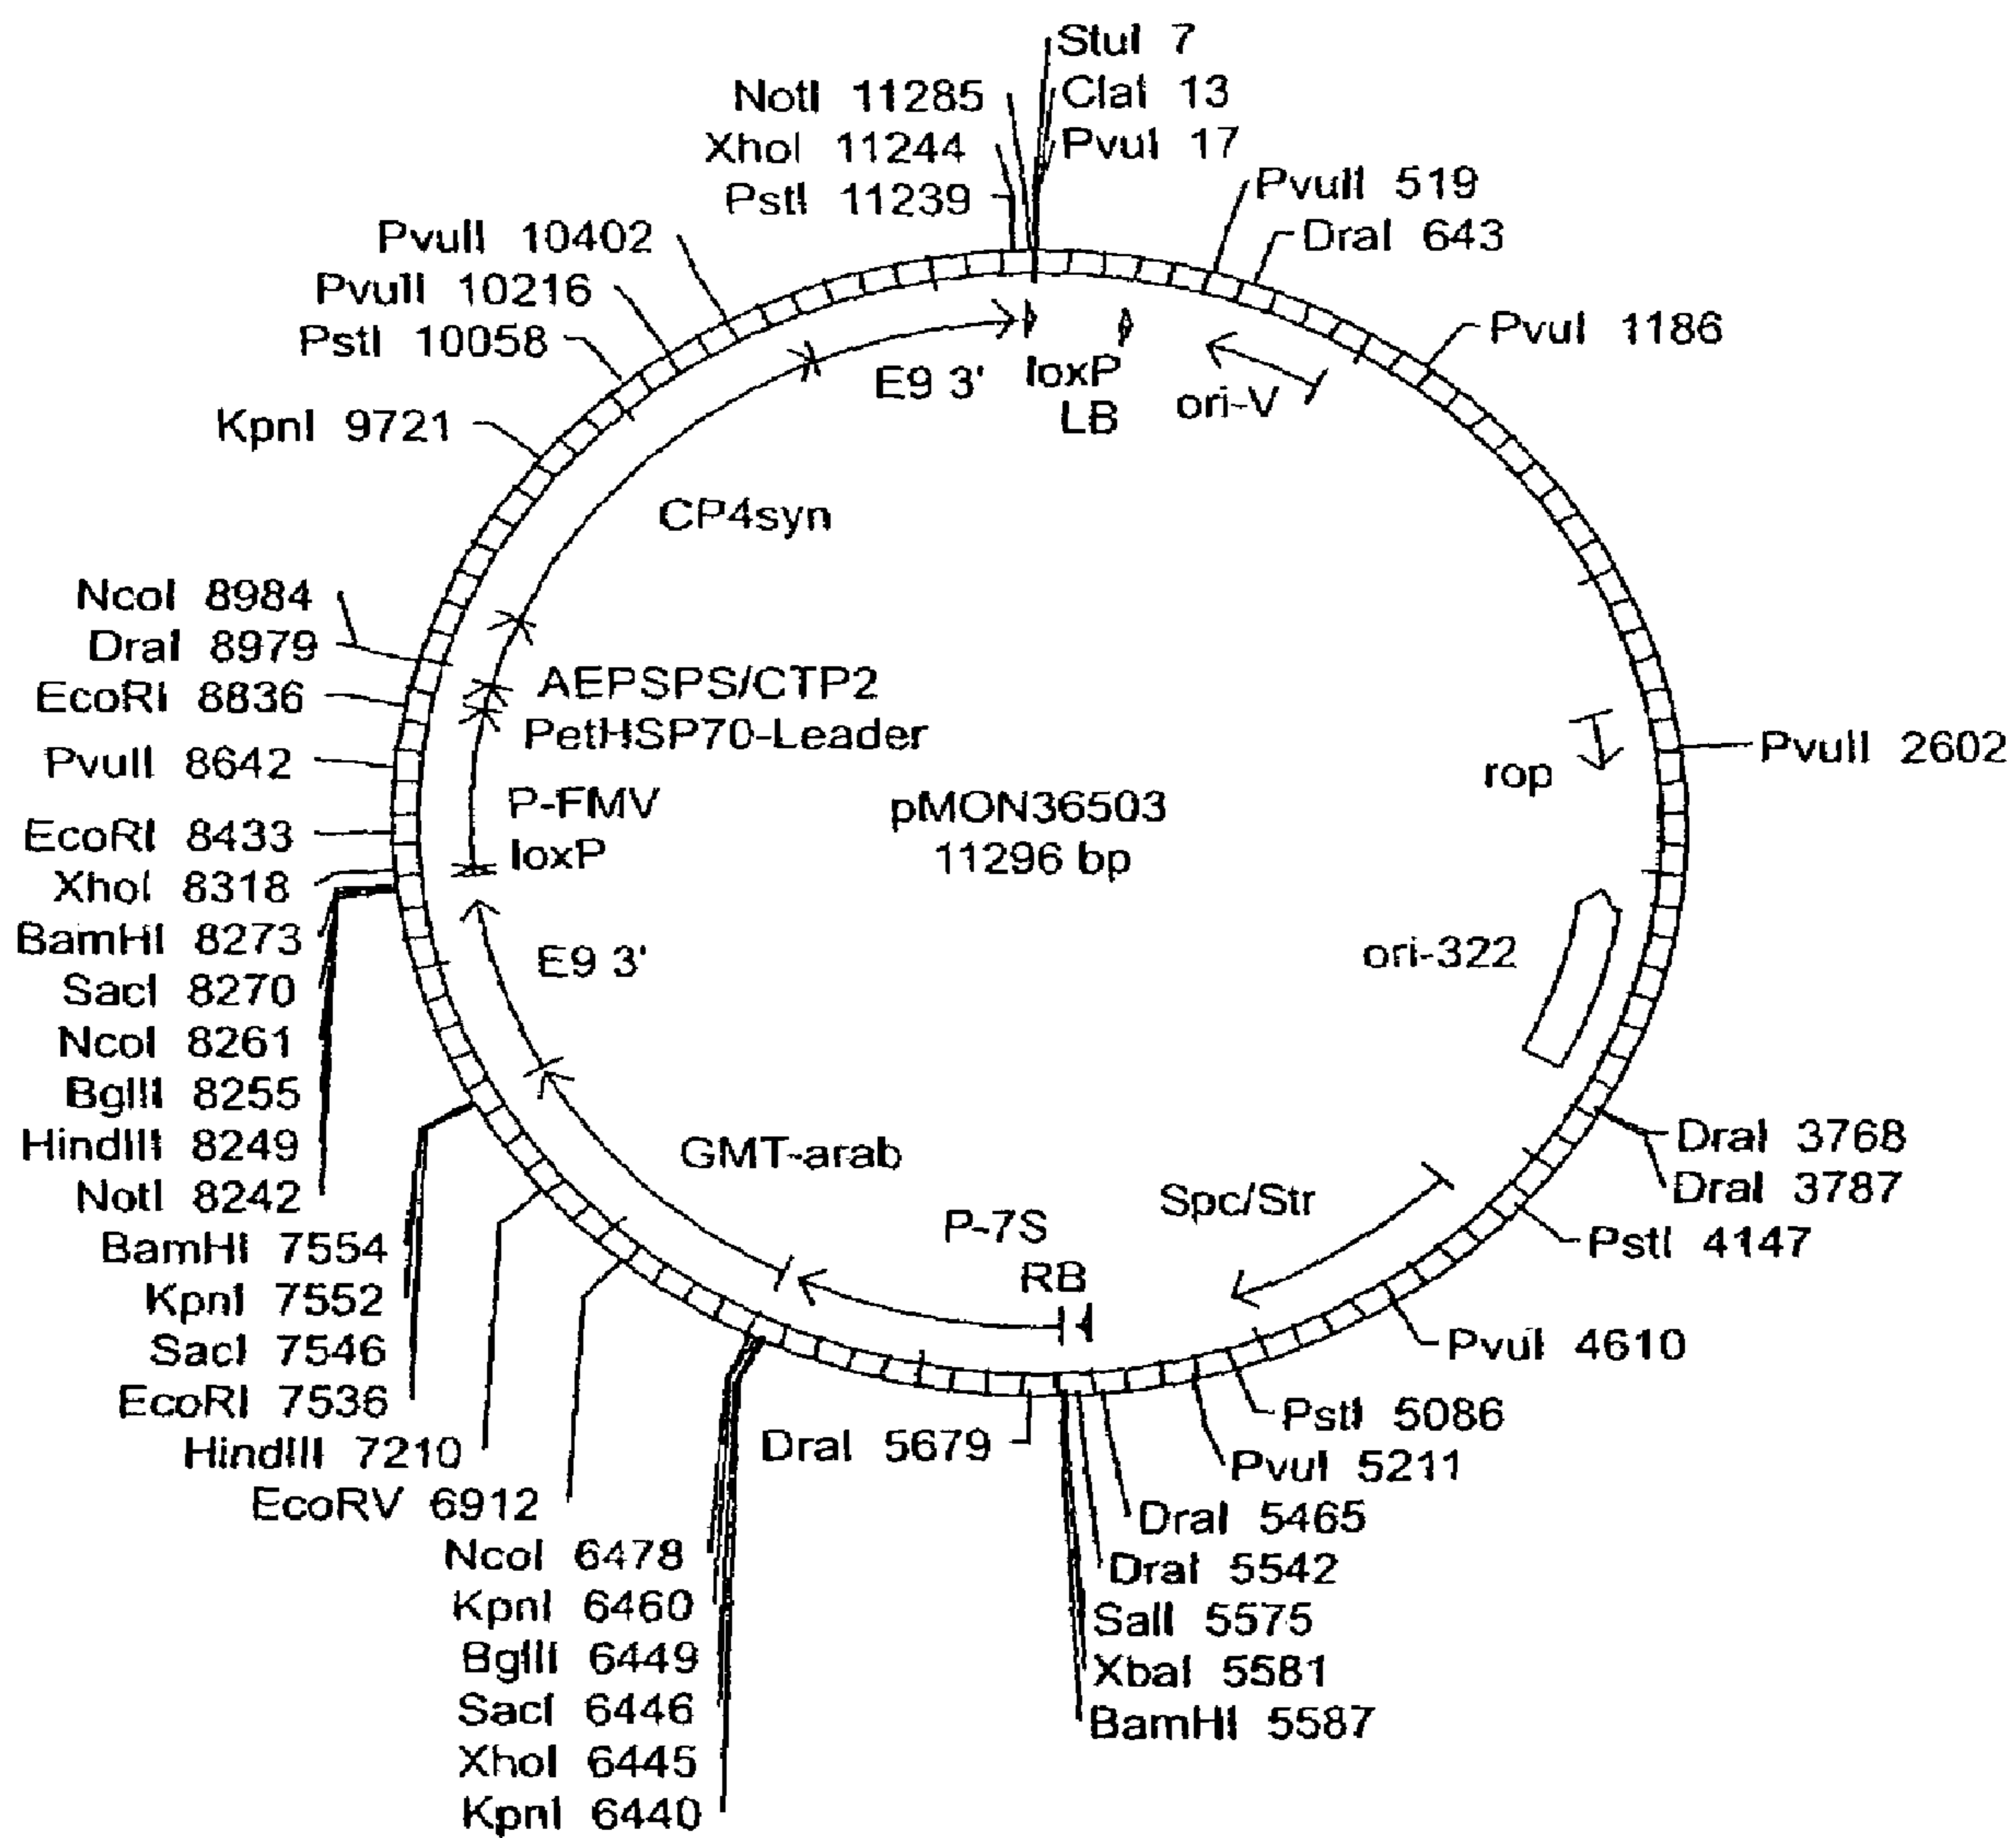 StuI 7
ClaI 13
PvuI 17
NotI 11285
XhoI 11244
PstI 11239
PvuII 519
DraI 643
PvuI 1186
PvuII 10402
PvuII 10216
PstI 10058
KpnI 9721
E9 3'
loxP
LB
ori-V
CP4syn
NcoI 8984
DraI 8979
EcoRI 8836
PvuII 8642
EcoRI 8433
XhoI 8318
BamHI 8273
SacI 8270
NcoI 8261
BglII 8255
HindIII 8249
NotI 8242
AEPSPS/CTP2
PetHSP70-Leader
P-FMV
loxP
pMON36503
11296 bp
rop
PvuII 2602
E9 3'
ori-322
GMT-arab
P-7S
RB
Spc/Str
DraI 3768
DraI 3787
PstI 4147
PvuI 4610
PstI 5086
PvuI 5211
DraI 5465
DraI 5542
SalI 5575
XbaI 5581
BamHI 5587
DraI 5679
BamHI 7554
KpnI 7552
SacI 7546
EcoRI 7536
HindIII 7210
EcoRV 6912
NcoI 6478
KpnI 6460
BglII 6449
SacI 6446
XhoI 6445
KpnI 6440